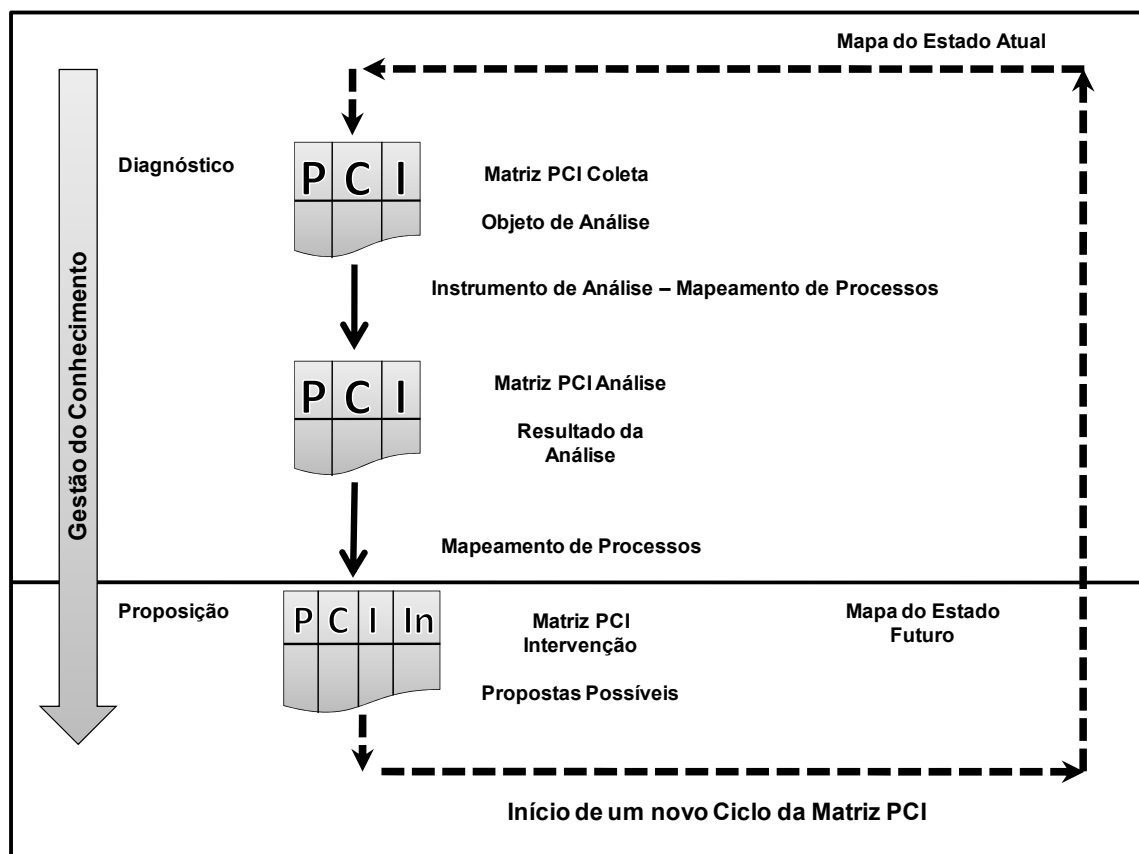 Mapa do Estado Atual
Diagnóstico
P C I
Matriz PCI Coleta
Objeto de Análise
Instrumento de Análise – Mapeamento de Processos
Gestão do Conhecimento
P C I
Matriz PCI Análise
Resultado da
Análise
Mapeamento de Processos
Proposição
P C I In
Matriz PCI
Intervenção
Mapa do Estado
Futuro
Propostas Possíveis
Início de um novo Ciclo da Matriz PCI